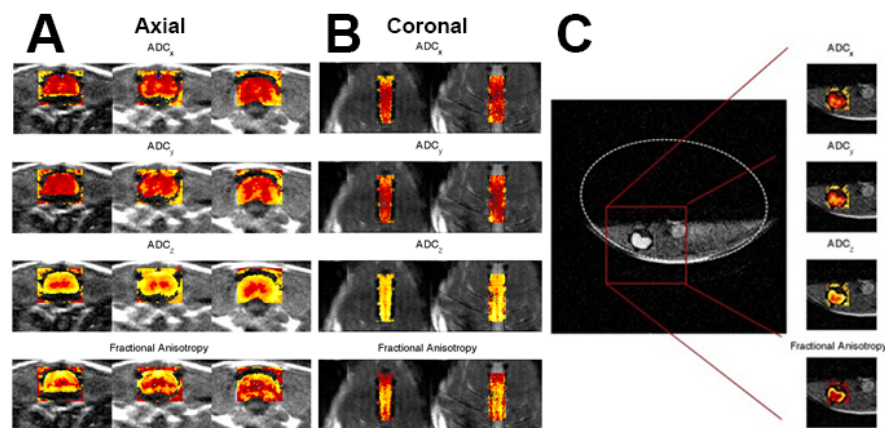 A Axial
ADCx
ADCy
ADCz
Fractional Anisotropy
B Coronal
ADCx
ADCy
ADCz
Fractional Anisotropy
C
ADCx
ADCy
ADCz
Fractional Anisotropy